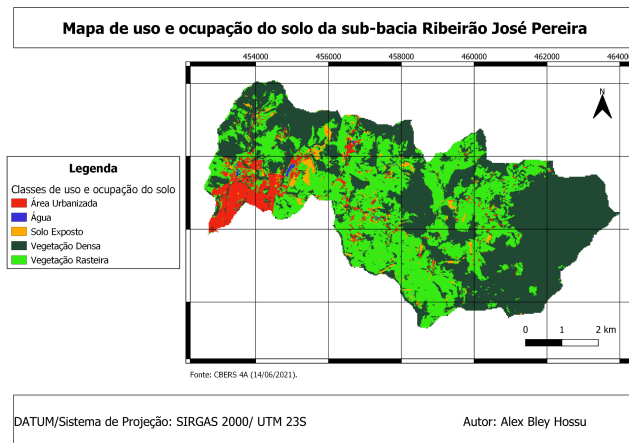 Mapa de uso e ocupação do solo da sub-bacia Ribeirão José Pereira
454000 456000 458000 460000 462000 46400
N
Legenda
Classes de uso e ocupação do solo
Área Urbanizada
Água
Solo Exposto
Vegetação Densa
Vegetação Rasteira
0 1 2 km
Fonte: CBERS 4A (14/06/2021).
DATUM/Sistema de Projeção: SIRGAS 2000/ UTM 23S Autor: Alex Bley Hossu